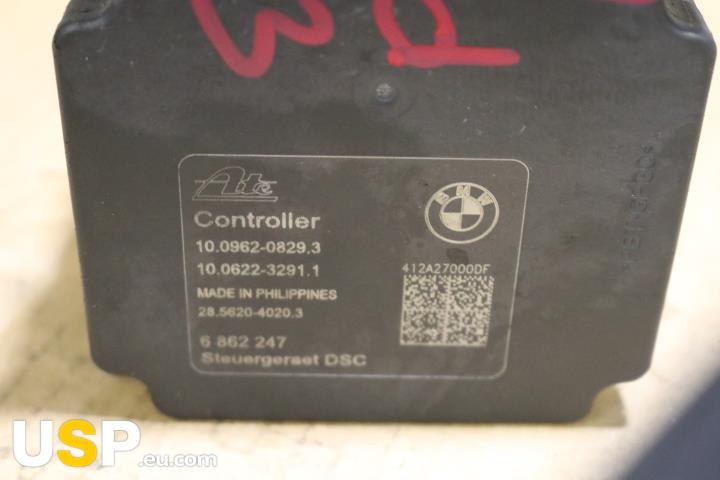 Ate
BMW
Controller
10.0962-0829.3
10.0622-3291.1
412A27000DF
MADE IN PHILIPPINES
28.5620-4020.3
6 862 247
Steuergeraet DSC
USP.eu.com